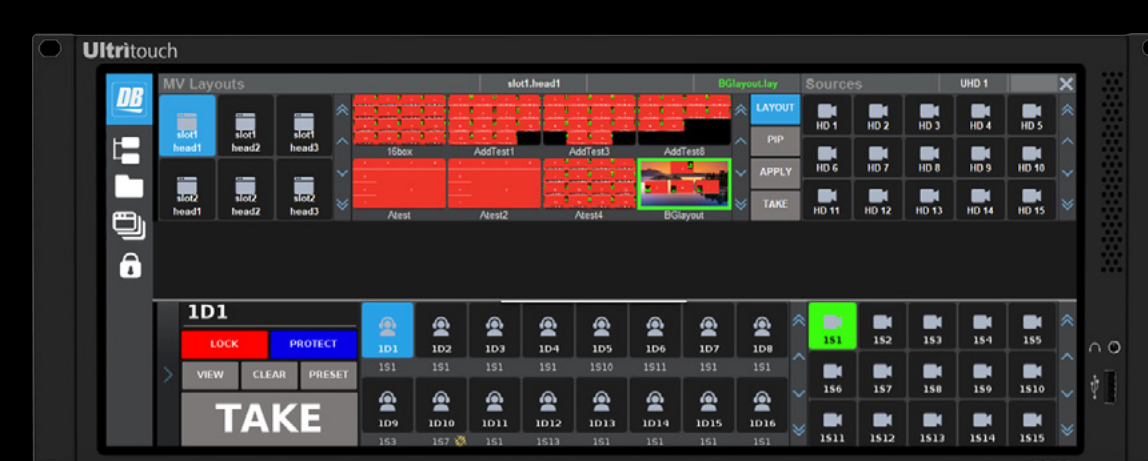 Ultritouch
DB
MV Layouts
slot1.head1
BGlayout.lay
Sources
UHD 1
slot1 head1
slot1 head2
slot1 head3
slot2 head1
slot2 head2
slot2 head3
16box
AddTest1
AddTest3
AddTest8
Atest
Atest2
Atest4
BGlayout
LAYOUT
PIP
APPLY
TAKE
HD 1 HD 2 HD 3 HD 4 HD 5
HD 6 HD 7 HD 8 HD 9 HD 10
HD 11 HD 12 HD 13 HD 14 HD 15
1D1
LOCK PROTECT
VIEW CLEAR PRESET
TAKE
1D1 1D2 1D3 1D4 1D5 1D6 1D7 1D8
1S1 1S1 1S1 1S1 1S10 1S11 1S1 1S1
1D9 1D10 1D11 1D12 1D13 1D14 1D15 1D16
1S3 1S7 1S1 1S13 1S1 1S1 1S1 1S1
1S1 1S2 1S3 1S4 1S5
1S6 1S7 1S8 1S9 1S10
1S11 1S12 1S13 1S14 1S15